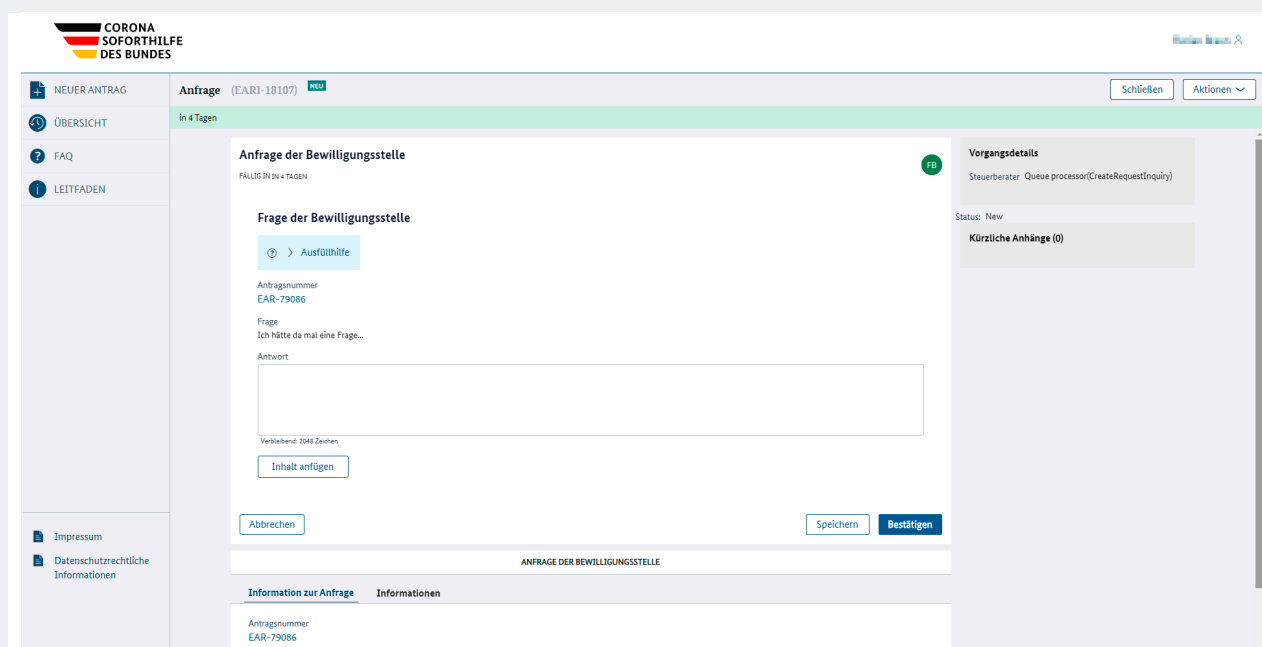 CORONA
SOFORTHILFE
DES BUNDES
NEUER ANTRAG
ÜBERSICHT
FAQ
LEITFADEN
Impressum
Datenschutzrechtliche
Informationen
Anfrage (EARI-18107) NEU
Schließen Aktionen
in 4 Tagen
Anfrage der Bewilligungsstelle
FÄLLIG IN IN 4 TAGEN
FB
Frage der Bewilligungsstelle
Ausfüllhilfe
Antragsnummer
EAR-79086
Frage
Ich hätte da mal eine Frage...
Antwort
Verbleibend: 2048 Zeichen
Inhalt anfügen
Abbrechen Speichern Bestätigen
ANFRAGE DER BEWILLIGUNGSSTELLE
Information zur Anfrage Informationen
Antragsnummer
EAR-79086
Vorgangsdetails
Steuerberater Queue processor(CreateRequestInquiry)
Status: New
Kürzliche Anhänge (0)